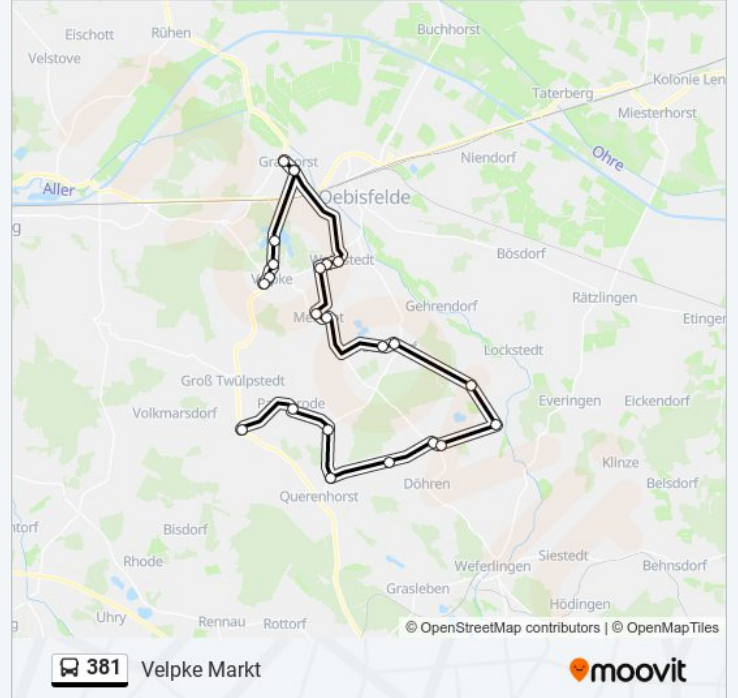 Eischott
Rühen
Buchhorst
Velstove
Kolonie Len
Taterberg
Miesterhorst
Niendorf
Ohre
Aller
Oebisfelde
g
Bösdorf
Rätzlingen
Gehrendorf
Etinger
Lockstedt
Groß Twülpstedt
Volkmarsdorf
Everingen
Eickendorf
Klinze
Döhren
Belsdorf
Querenhorst
torf
Bisdorf
Siestedt
Rhode
Weferlingen
Behnsdorf
Grasleben
Hödingen
Uhry
Rennau
Rottorf
g
© OpenStreetMap contributors | © OpenMapTiles
381
Velpke Markt
moovit